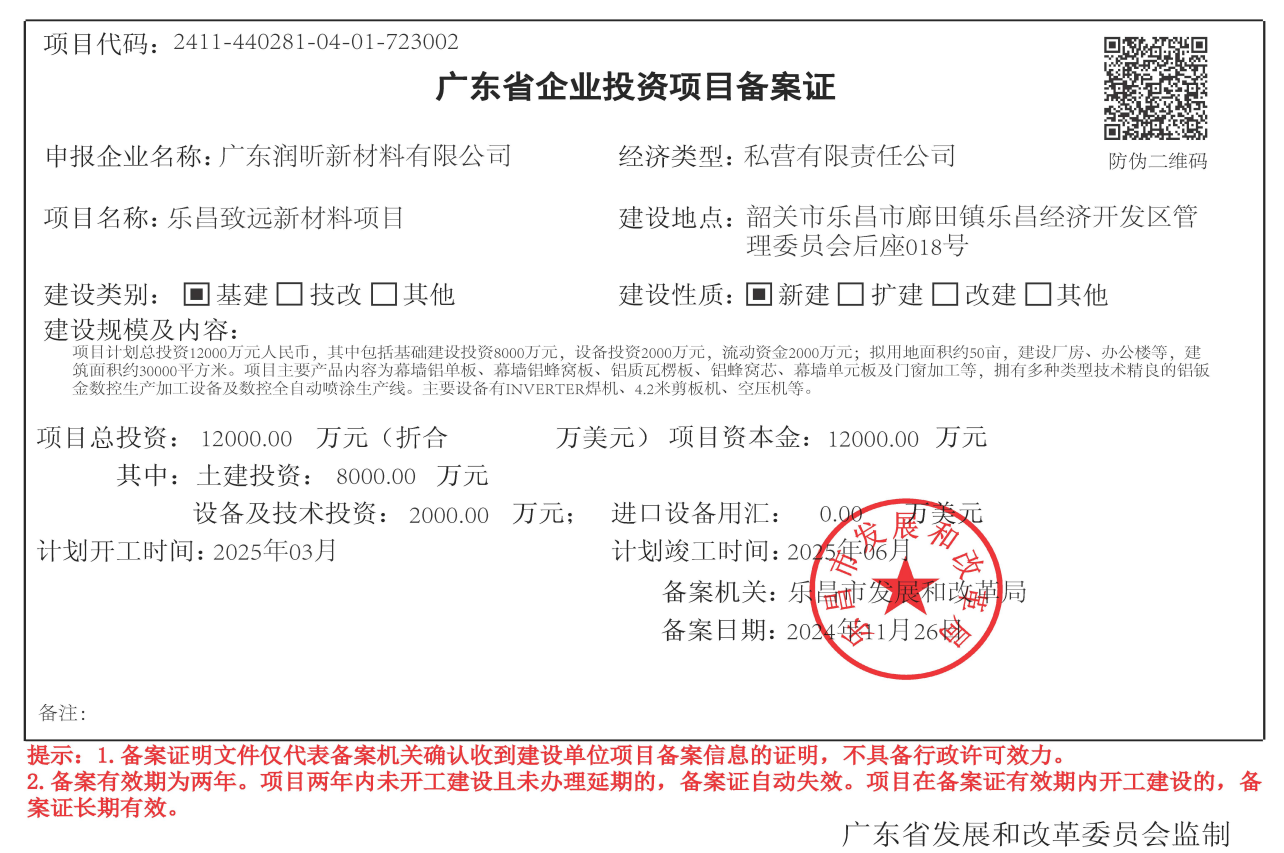 项目代码：2411-440281-04-01-723002
广东省企业投资项目备案证
防伪二维码
申报企业名称：广东润昕新材料有限公司 经济类型：私营有限责任公司
项目名称：乐昌致远新材料项目 建设地点：韶关市乐昌市廊田镇乐昌经济开发区管
理委员会后座018号
建设类别：▣基建□技改□其他 建设性质：▣新建□扩建□改建□其他
建设规模及内容：
项目计划总投资12000万元人民币，其中包括基础建设投资8000万元，设备投资2000万元，流动资金2000万元；拟用地面积约50亩，建设厂房、办公楼等，建
筑面积约30000平方米。项目主要产品内容为幕墙铝单板、幕墙铝蜂窝板、铝质瓦楞板、铝蜂窝芯、幕墙单元板及门窗加工等，拥有多种类型技术精良的铝钣
金数控生产加工设备及数控全自动喷涂生产线。主要设备有INVERTER焊机、4.2米剪板机、空压机等。
项目总投资：12000.00 万元（折合 万美元）项目资本金：12000.00 万元
其中：土建投资：8000.00 万元
设备及技术投资：2000.00 万元；进口设备用汇：0.00 万美元
计划开工时间：2025年03月 计划竣工时间：2025年06月
备案机关：乐昌市发展和改革局
备案日期：2024年11月26日
乐昌市发展和改革局
备注：
提示：1.备案证明文件仅代表备案机关确认收到建设单位项目备案信息的证明，不具备行政许可效力。
2.备案有效期为两年。项目两年内未开工建设且未办理延期的，备案证自动失效。项目在备案证有效期内开工建设的，备
案证长期有效。
广东省发展和改革委员会监制